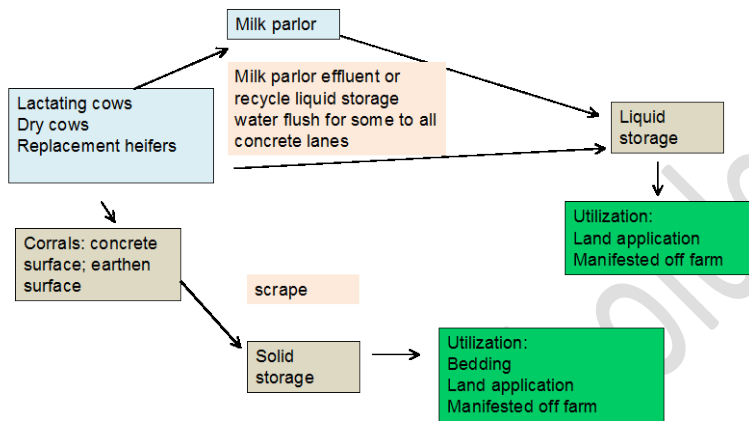 Milk parlor
Milk parlor effluent or
recycle liquid storage
water flush for some to all
concrete lanes
Lactating cows
Dry cows
Replacement heifers
Liquid
storage
Utilization:
Land application
Manifested off farm
Corrals: concrete
surface; earthen
surface
scrape
Solid
storage
Utilization:
Bedding
Land application
Manifested off farm